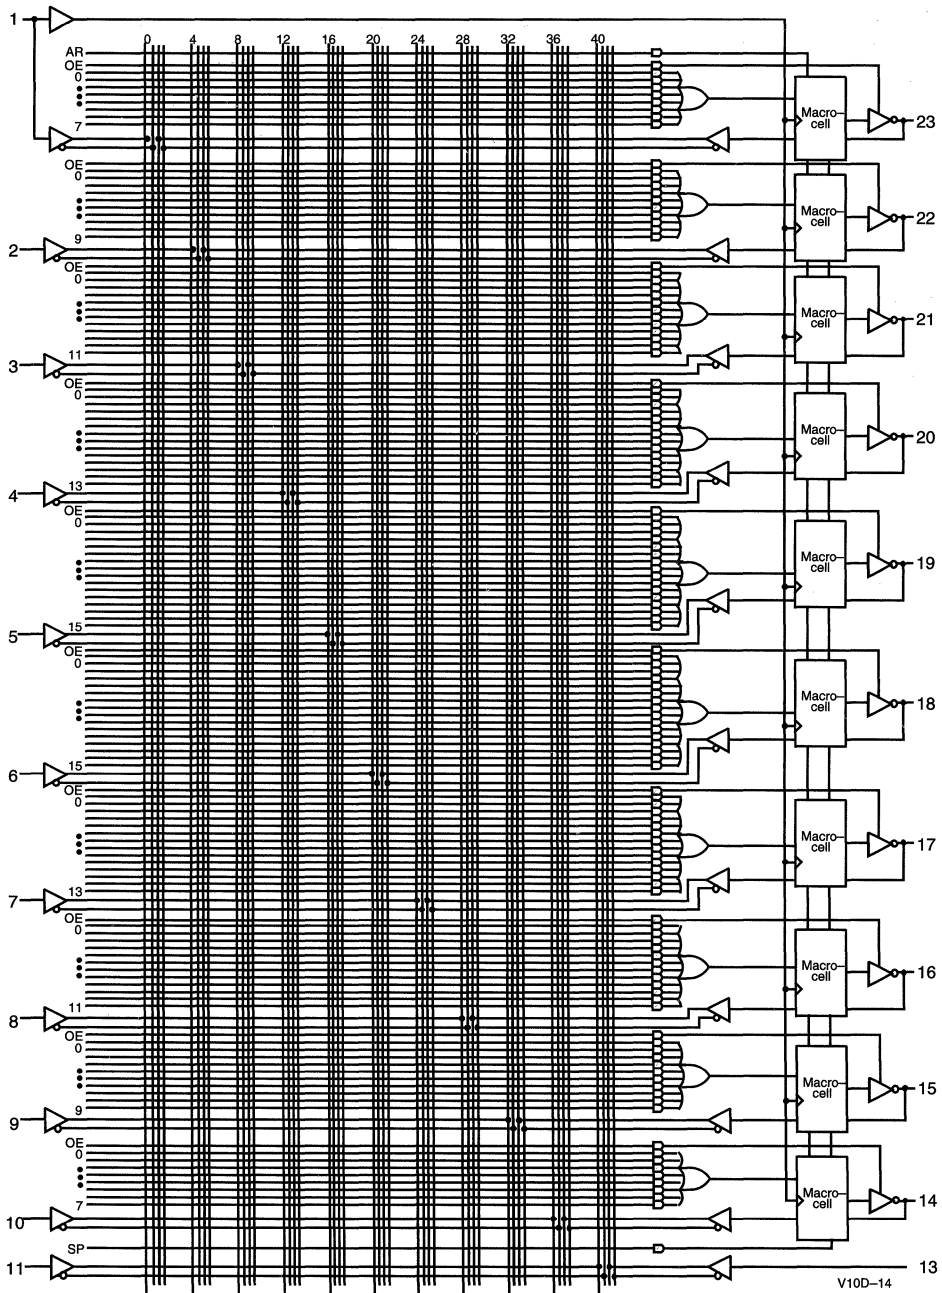 1
0 4 8 12 16 20 24 28 32 36 40
AR
OE
0
7
Macro-
cell
23
OE
0
9
2
Macro-
cell
22
OE
0
11
3
Macro-
cell
21
OE
0
13
4
Macro-
cell
20
OE
0
15
5
Macro-
cell
19
OE
0
15
6
Macro-
cell
18
OE
0
13
7
Macro-
cell
17
OE
0
11
8
Macro-
cell
16
OE
0
9
9
Macro-
cell
15
OE
0
7
10
Macro-
cell
14
SP
11
13
V10D–14